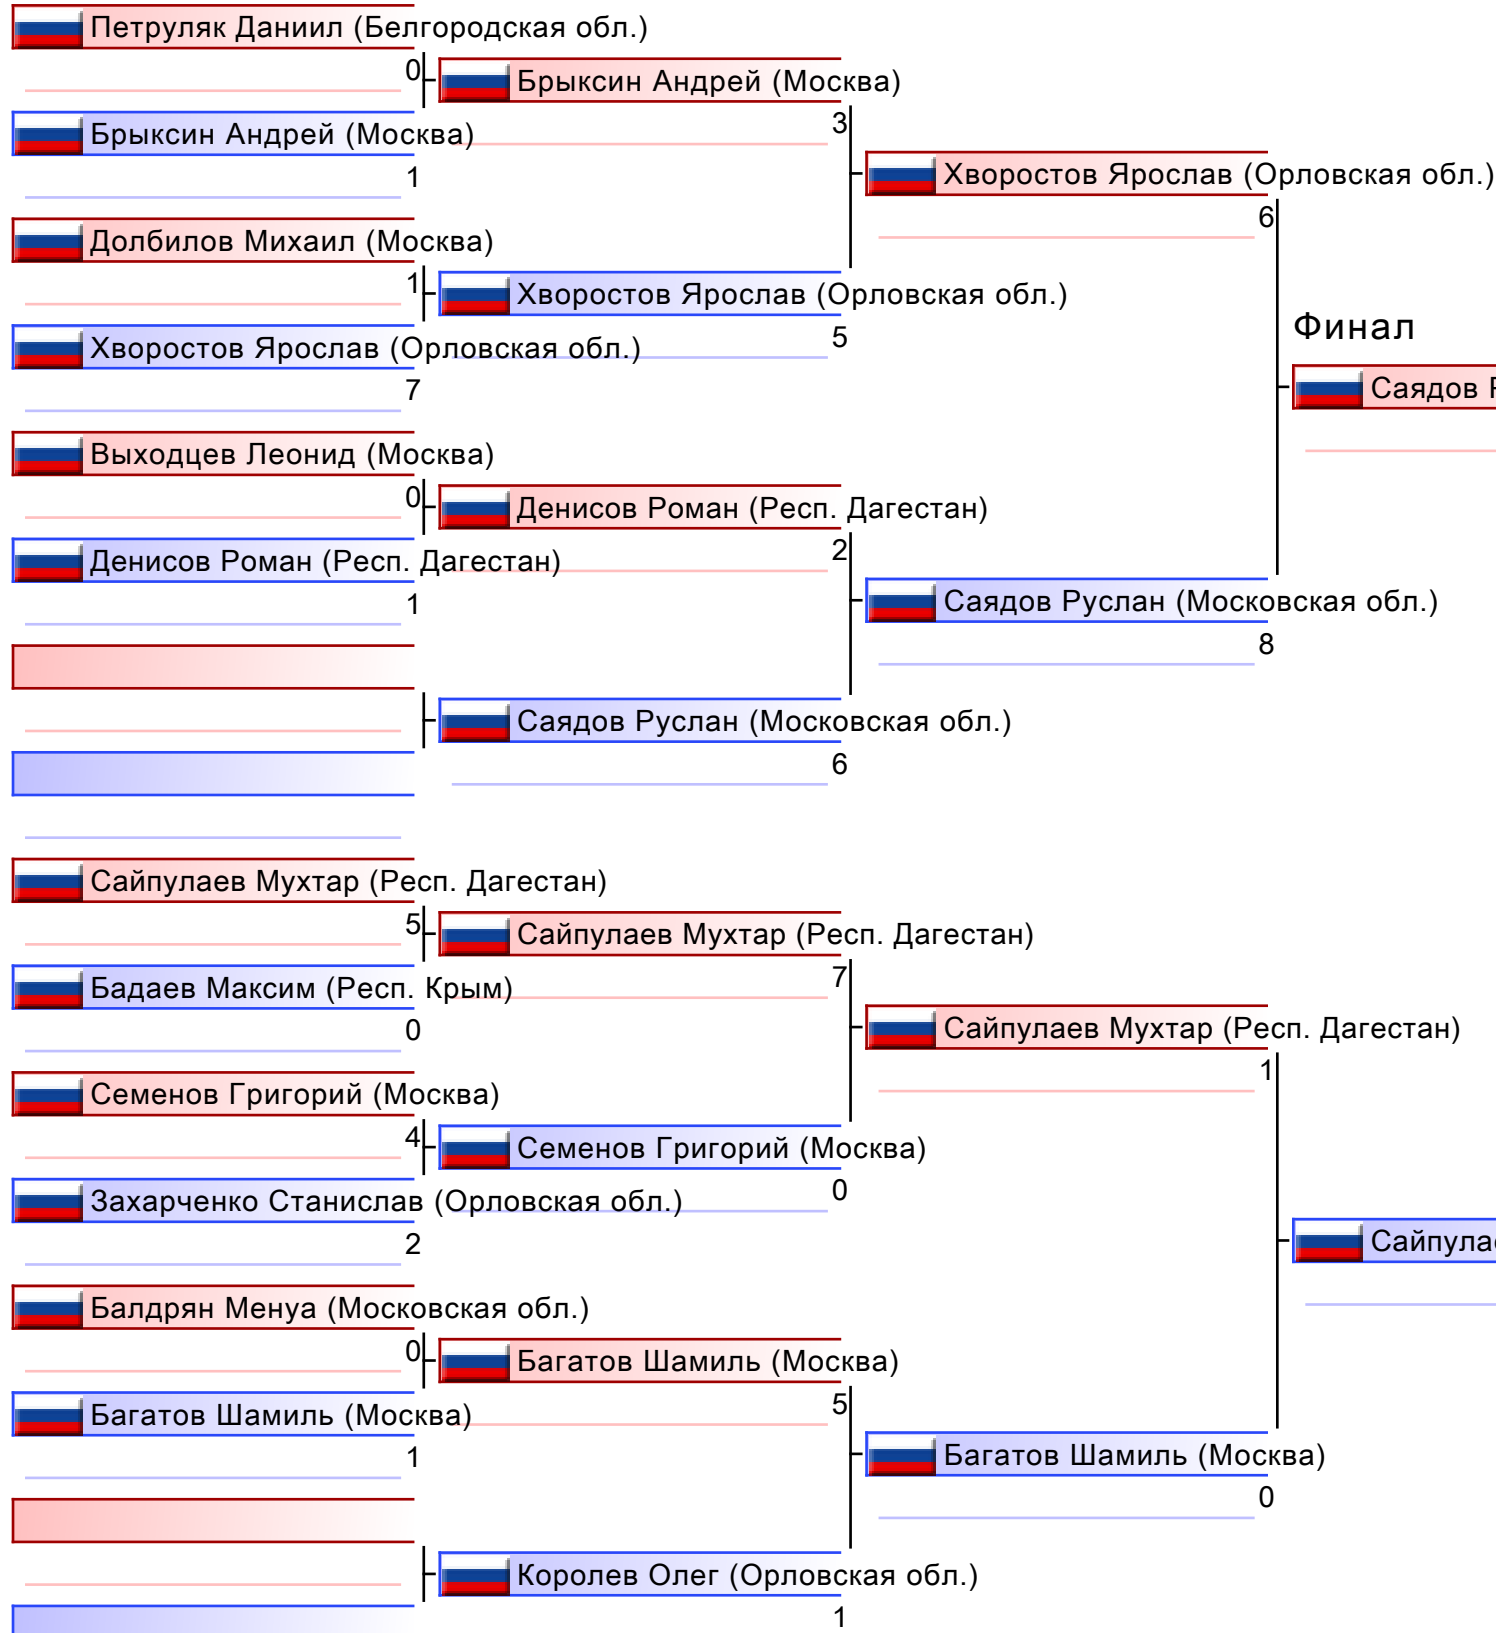 Петруляк Даниил (Белгородская обл.)
0
Брыксин Андрей (Москва)
Брыксин Андрей (Москва)
3
1
Хворостов Ярослав (Орловская обл.)
6
Долбилов Михаил (Москва)
1
Хворостов Ярослав (Орловская обл.)
5
Хворостов Ярослав (Орловская обл.)
7
Финал
Саядов
Выходцев Леонид (Москва)
0
Денисов Роман (Респ. Дагестан)
2
Денисов Роман (Респ. Дагестан)
1
Саядов Руслан (Московская обл.)
8
Саядов Руслан (Московская обл.)
6
Сайпулаев Мухтар (Респ. Дагестан)
5
Сайпулаев Мухтар (Респ. Дагестан)
7
Бадаев Максим (Респ. Крым)
0
Сайпулаев Мухтар (Респ. Дагестан)
1
Семенов Григорий (Москва)
4
Семенов Григорий (Москва)
0
Захарченко Станислав (Орловская обл.)
2
Сайпула
Балдрян Менуа (Московская обл.)
0
Багатов Шамиль (Москва)
5
Багатов Шамиль (Москва)
1
Багатов Шамиль (Москва)
0
Королев Олег (Орловская обл.)
1